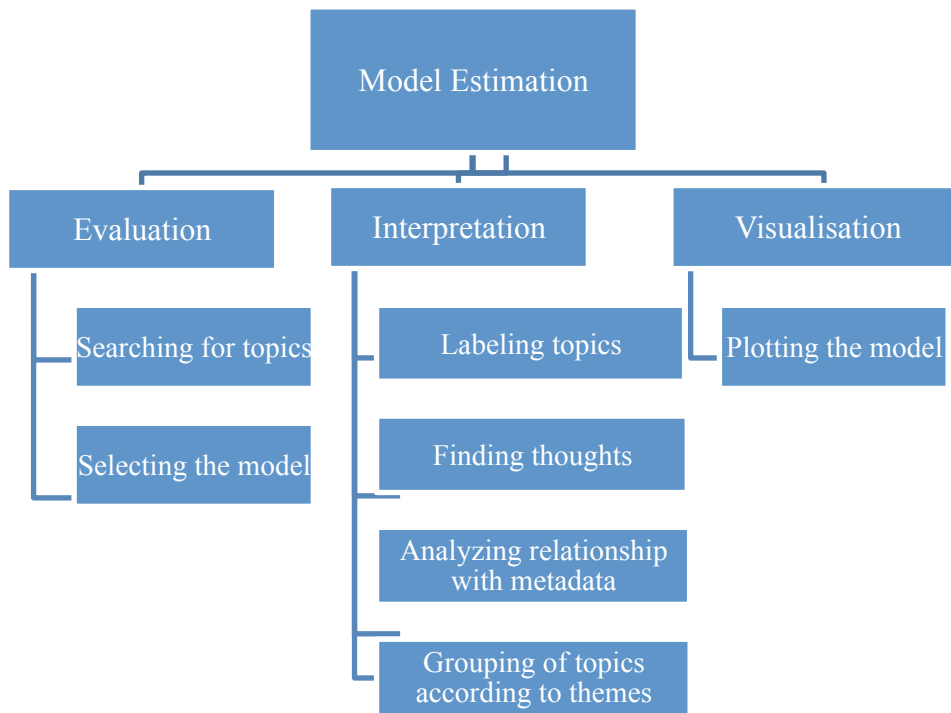 Model Estimation
Evaluation
Interpretation
Visualisation
Searching for topics
Selecting the model
Labeling topics
Finding thoughts
Analyzing relationship
with metadata
Grouping of topics
according to themes
Plotting the model